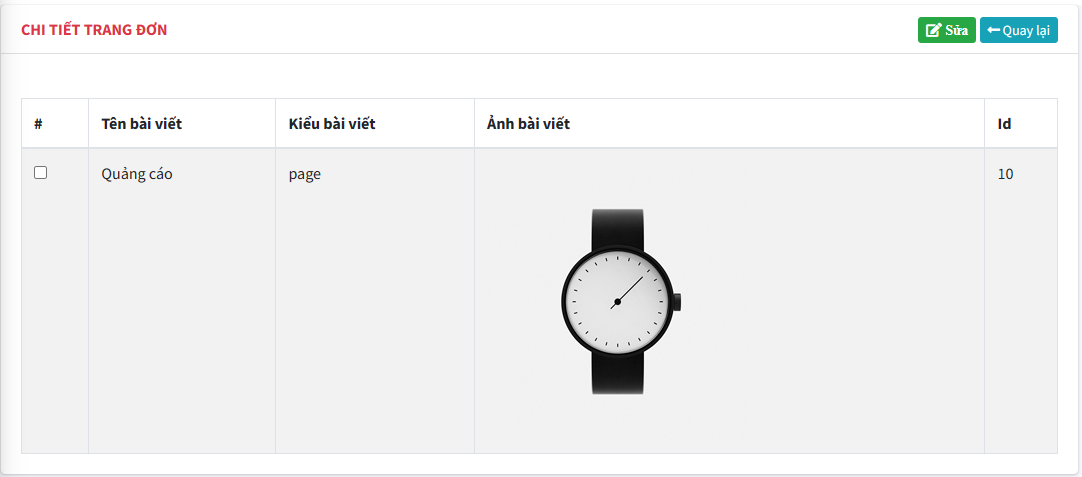 CHI TIẾT TRANG ĐƠN
Sửa
Quay lại
# Tên bài viết Kiểu bài viết Ảnh bài viết Id
Quảng cáo page 10